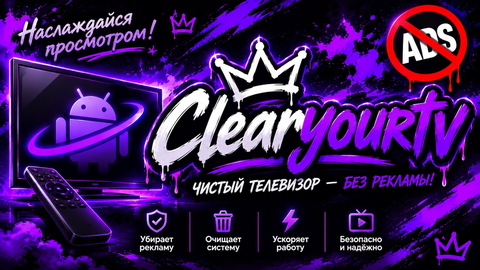 Наслаждайся
просмотром!
ADS
Clearyourtv
ЧИСТЫЙ ТЕЛЕВИЗОР — БЕЗ РЕКЛАМЫ!
Убирает
рекламу
Очищает
систему
Ускоряет
работу
Безопасно
и надёжно